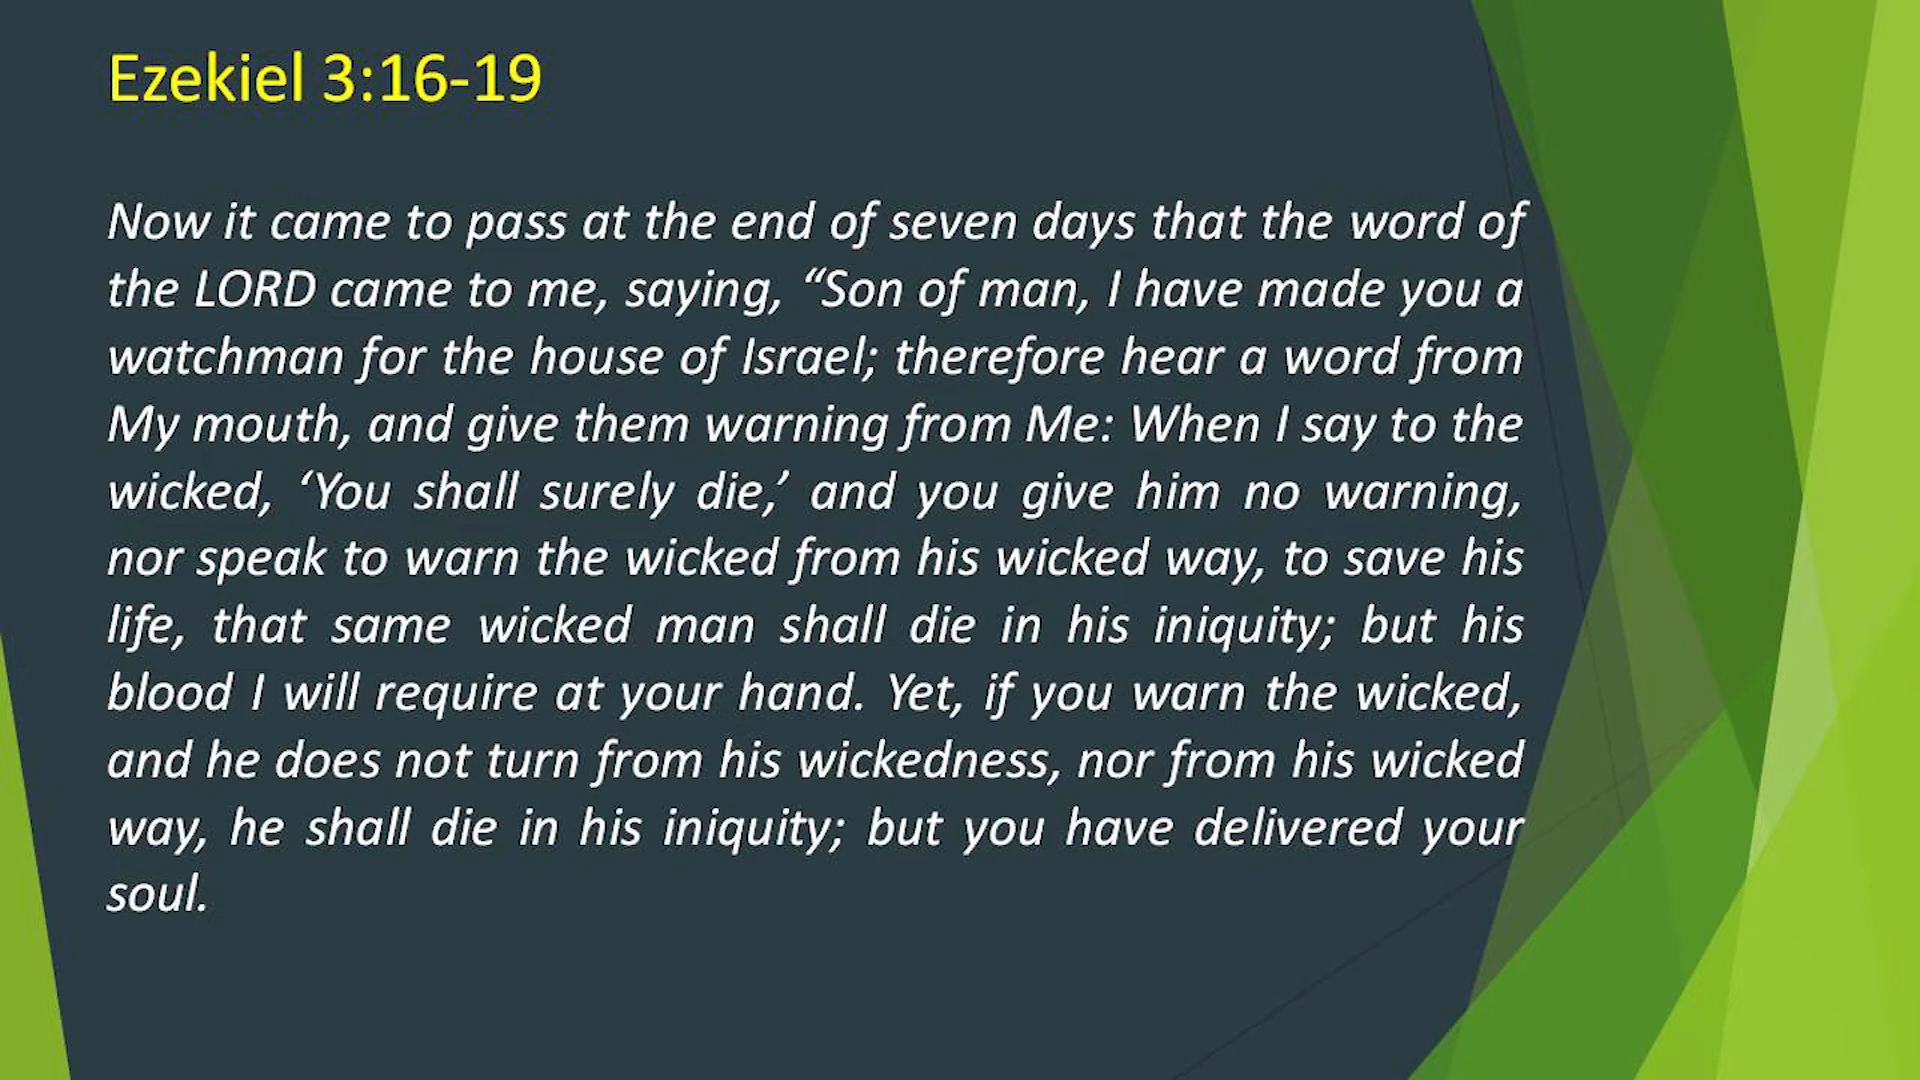 Ezekiel 3:16-19
Now it came to pass at the end of seven days that the word of
the LORD came to me, saying, “Son of man, I have made you a
watchman for the house of Israel; therefore hear a word from
My mouth, and give them warning from Me: When I say to the
wicked, ‘You shall surely die,’ and you give him no warning,
nor speak to warn the wicked from his wicked way, to save his
life, that same wicked man shall die in his iniquity; but his
blood I will require at your hand. Yet, if you warn the wicked,
and he does not turn from his wickedness, nor from his wicked
way, he shall die in his iniquity; but you have delivered your
soul.